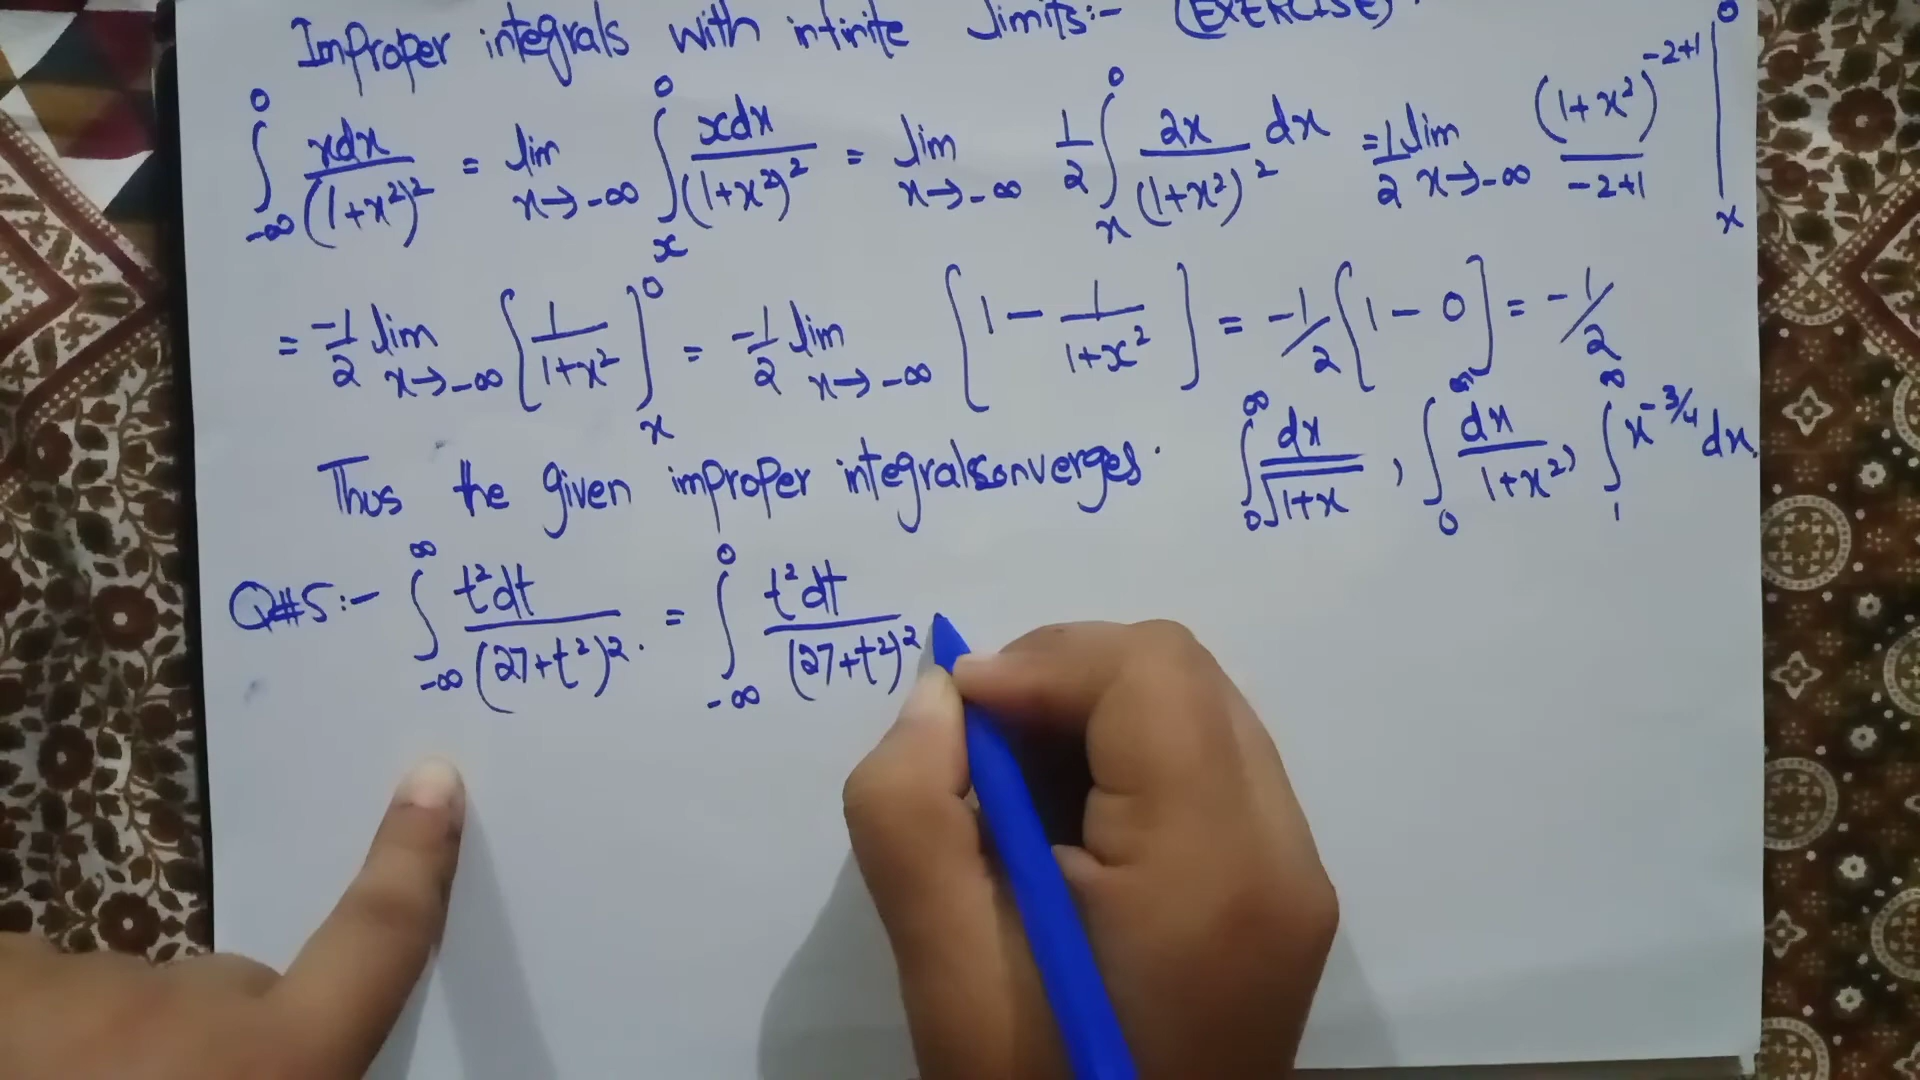 Improper integrals with infinite limits:- (EXERCISE).
∫_{-∞}^{0} xdx/(1+x²)² = lim_{x→-∞} ∫_{x}^{0} xdx/(1+x²)² = lim_{x→-∞} 1/2 ∫_{x}^{0} 2x/(1+x²)² dx = 1/2 lim_{x→-∞} (1+x²)^{-2+1}/(-2+1) |_{x}^{0}
= -1/2 lim_{x→-∞} [1/(1+x²)]_{x}^{0} = -1/2 lim_{x→-∞} [1 - 1/(1+x²)] = -1/2 [1 - 0] = -1/2
Thus the given improper integrals converges. ∫_{0}^{∞} dx/√(1+x), ∫_{0}^{∞} dx/(1+x²), ∫_{1}^{∞} x^{-3/4} dx.
Q#5:- ∫_{-∞}^{∞} t²dt/(27+t²)². = ∫_{-∞}^{0} t²dt/(27+t²)²